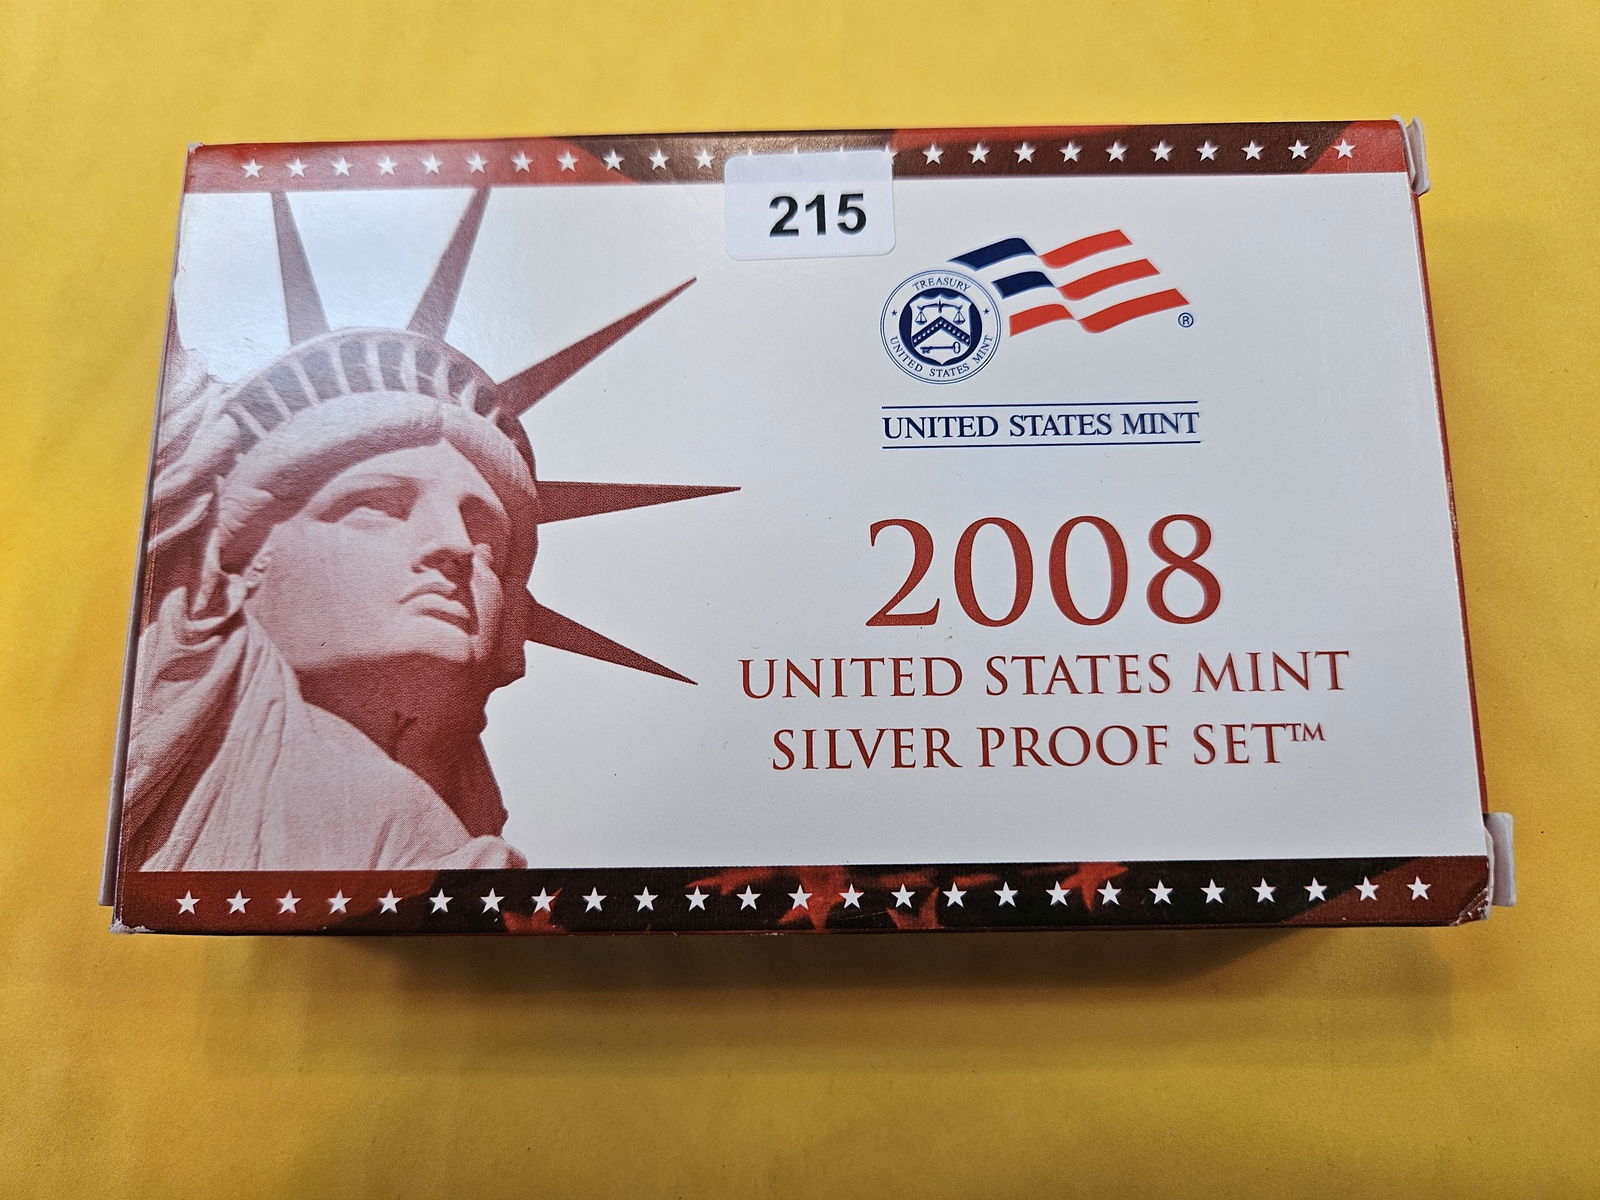 215
TREASURY
UNITED STATES MINT
®
UNITED STATES MINT
2008
UNITED STATES MINT
SILVER PROOF SET™